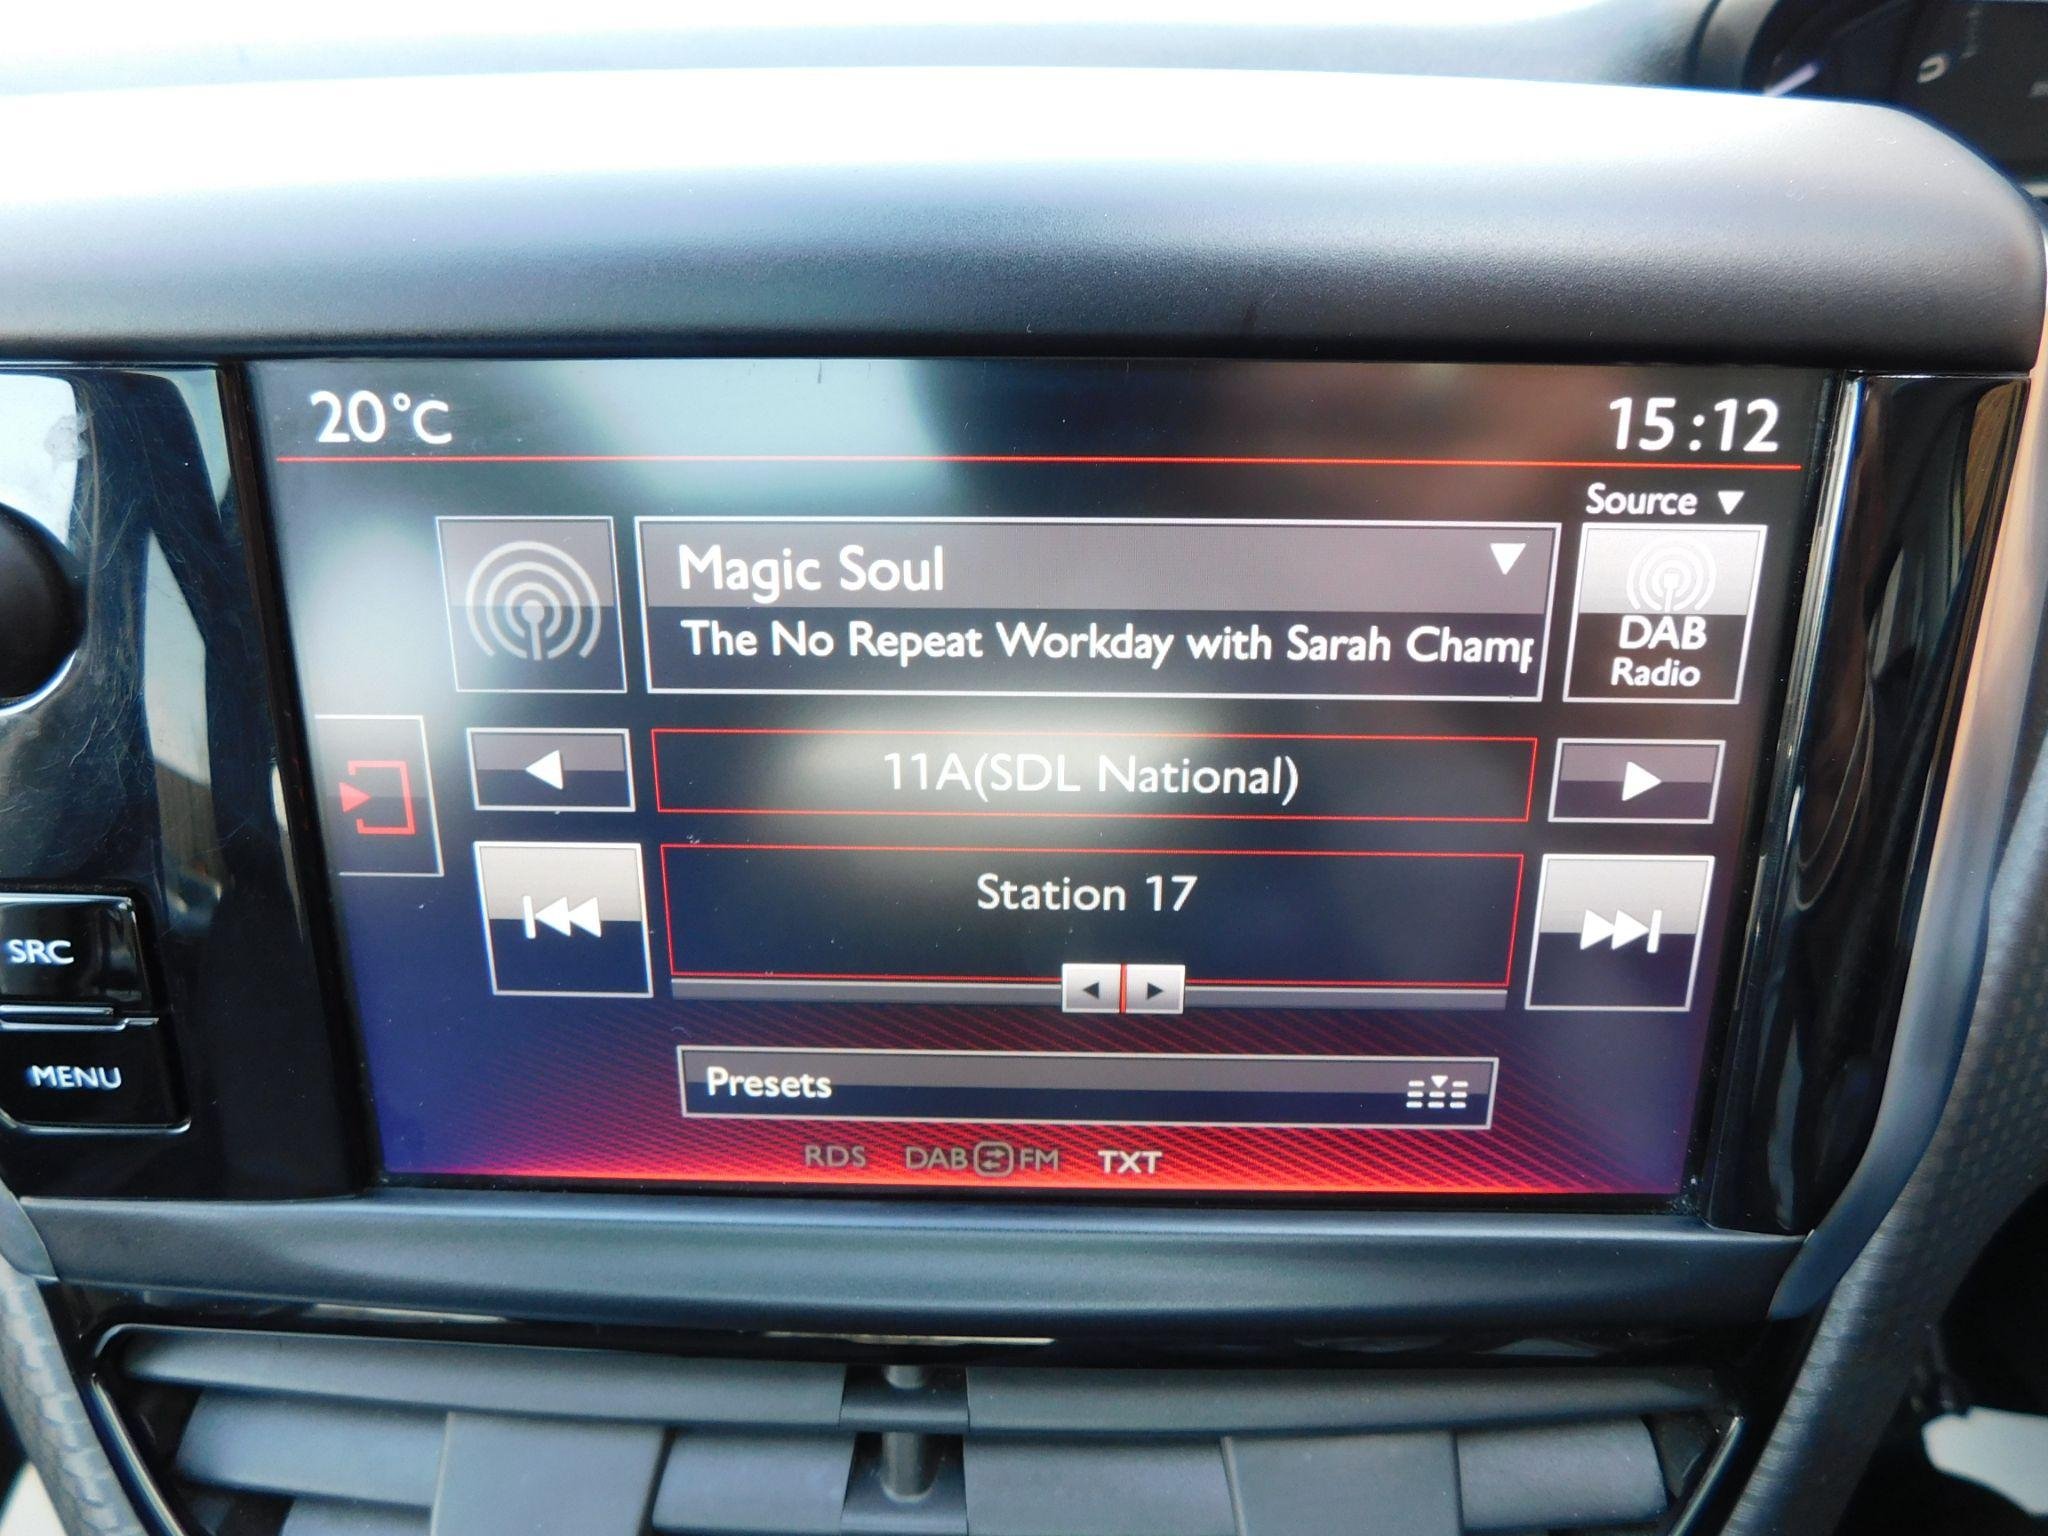 20°C
15:12
Source
Magic Soul
The No Repeat Workday with Sarah Champ
DAB
Radio
11A(SDL National)
Station 17
SRC
MENU
Presets
RDS DAB FM TXT